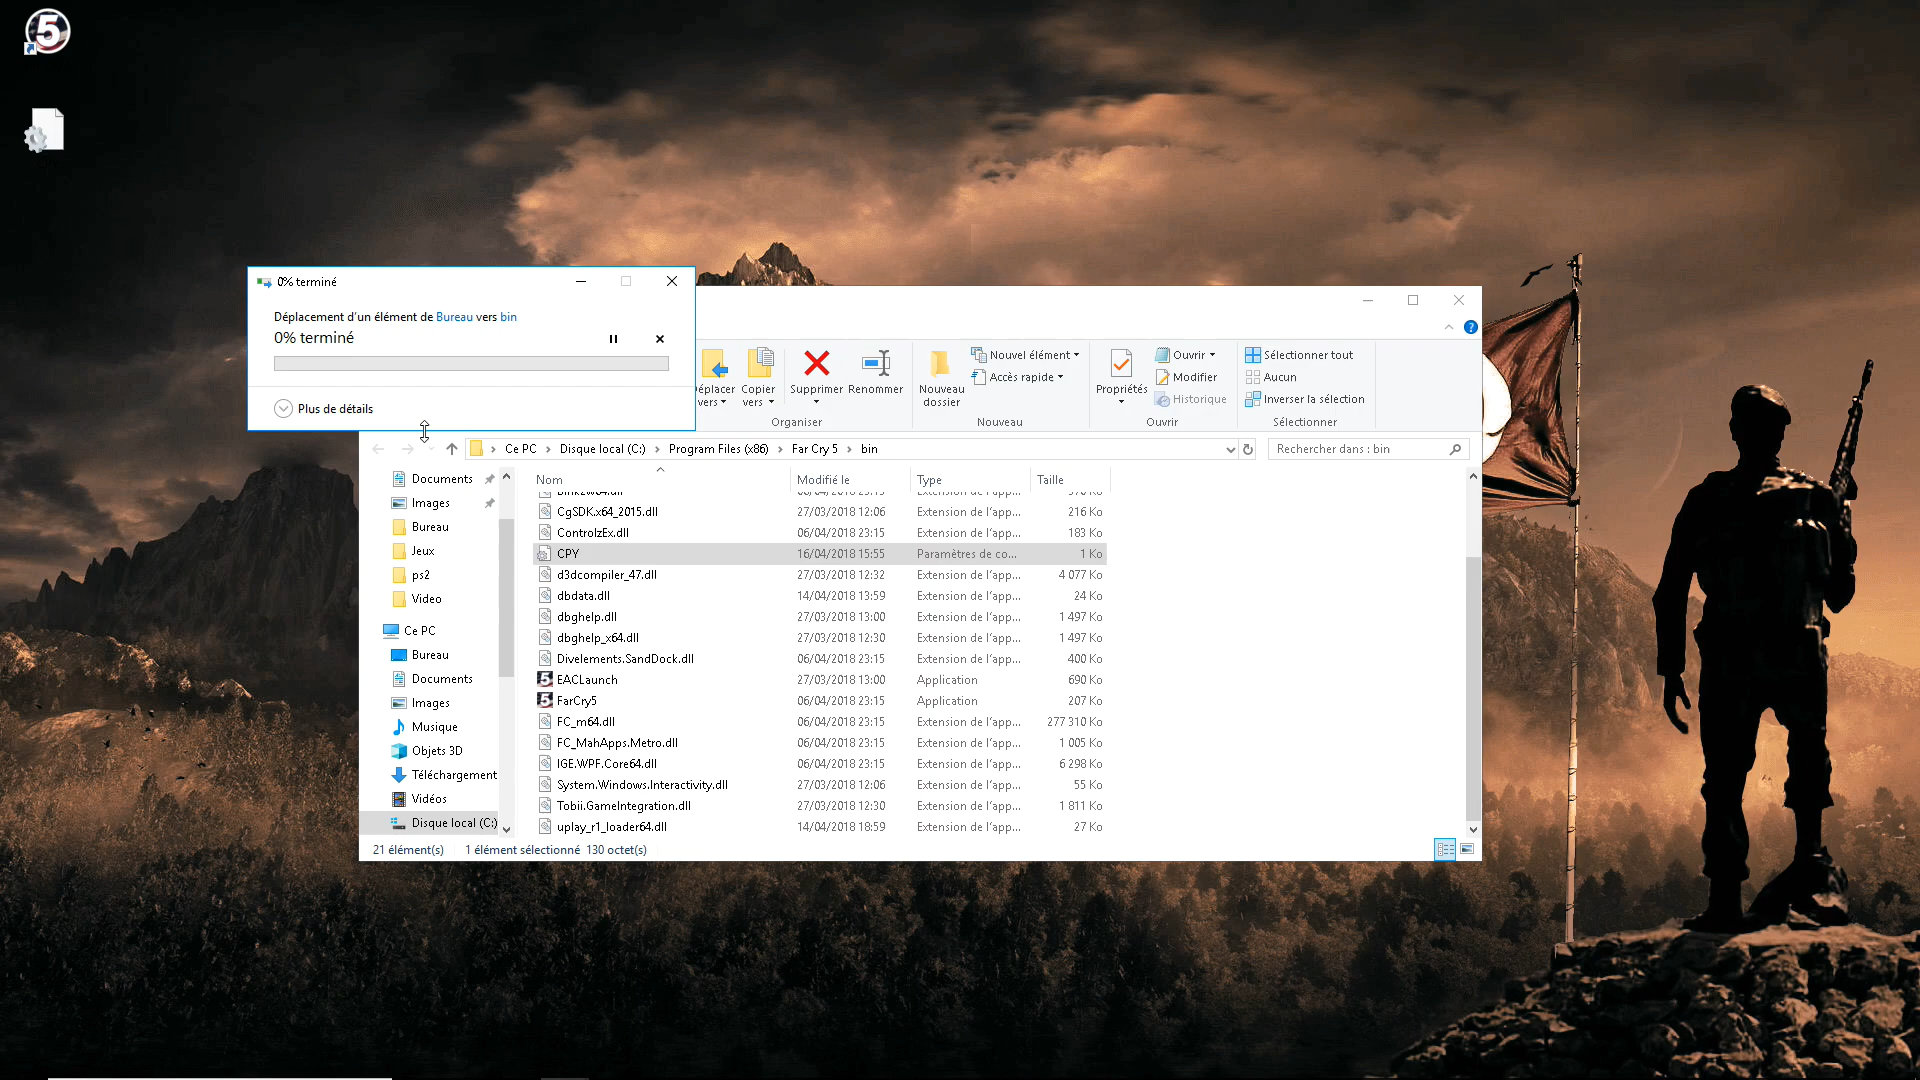 5
0% terminé
Déplacement d'un élément de Bureau vers bin
0% terminé
Plus de détails
Copier vers
Supprimer
Renommer
Organiser
Nouveau dossier
Nouvel élément
Accès rapide
Nouveau
Propriétés
Ouvrir
Modifier
Historique
Ouvrir
Sélectionner tout
Aucun
Inverser la sélection
Sélectionner
Ce PC > Disque local (C:) > Program Files (x86) > Far Cry 5 > bin
Rechercher dans : bin
Documents
Images
Bureau
Jeux
ps2
Video
Ce PC
Bureau
Documents
Images
Musique
Objets 3D
Téléchargement
Vidéos
Disque local (C:)
Nom Modifié le Type Taille
CgSDK.x64_2015.dll 27/03/2018 12:06 Extension de l'app... 216 Ko
ControlzEx.dll 06/04/2018 23:15 Extension de l'app... 183 Ko
CPY 16/04/2018 15:55 Paramètres de co... 1 Ko
d3dcompiler_47.dll 27/03/2018 12:32 Extension de l'app... 4 077 Ko
dbdata.dll 14/04/2018 13:59 Extension de l'app... 24 Ko
dbghelp.dll 27/03/2018 13:00 Extension de l'app... 1 497 Ko
dbghelp_x64.dll 27/03/2018 12:30 Extension de l'app... 1 497 Ko
Divelements.SandDock.dll 06/04/2018 23:15 Extension de l'app... 400 Ko
EACLaunch 27/03/2018 13:00 Application 690 Ko
FarCry5 06/04/2018 23:15 Application 207 Ko
FC_m64.dll 06/04/2018 23:15 Extension de l'app... 277 310 Ko
FC_MahApps.Metro.dll 06/04/2018 23:15 Extension de l'app... 1 005 Ko
IGE.WPF.Core64.dll 06/04/2018 23:15 Extension de l'app... 6 298 Ko
System.Windows.Interactivity.dll 27/03/2018 12:06 Extension de l'app... 55 Ko
Tobii.GameIntegration.dll 27/03/2018 12:30 Extension de l'app... 1 811 Ko
uplay_r1_loader64.dll 14/04/2018 18:59 Extension de l'app... 27 Ko
21 élément(s) 1 élément sélectionné 130 octet(s)